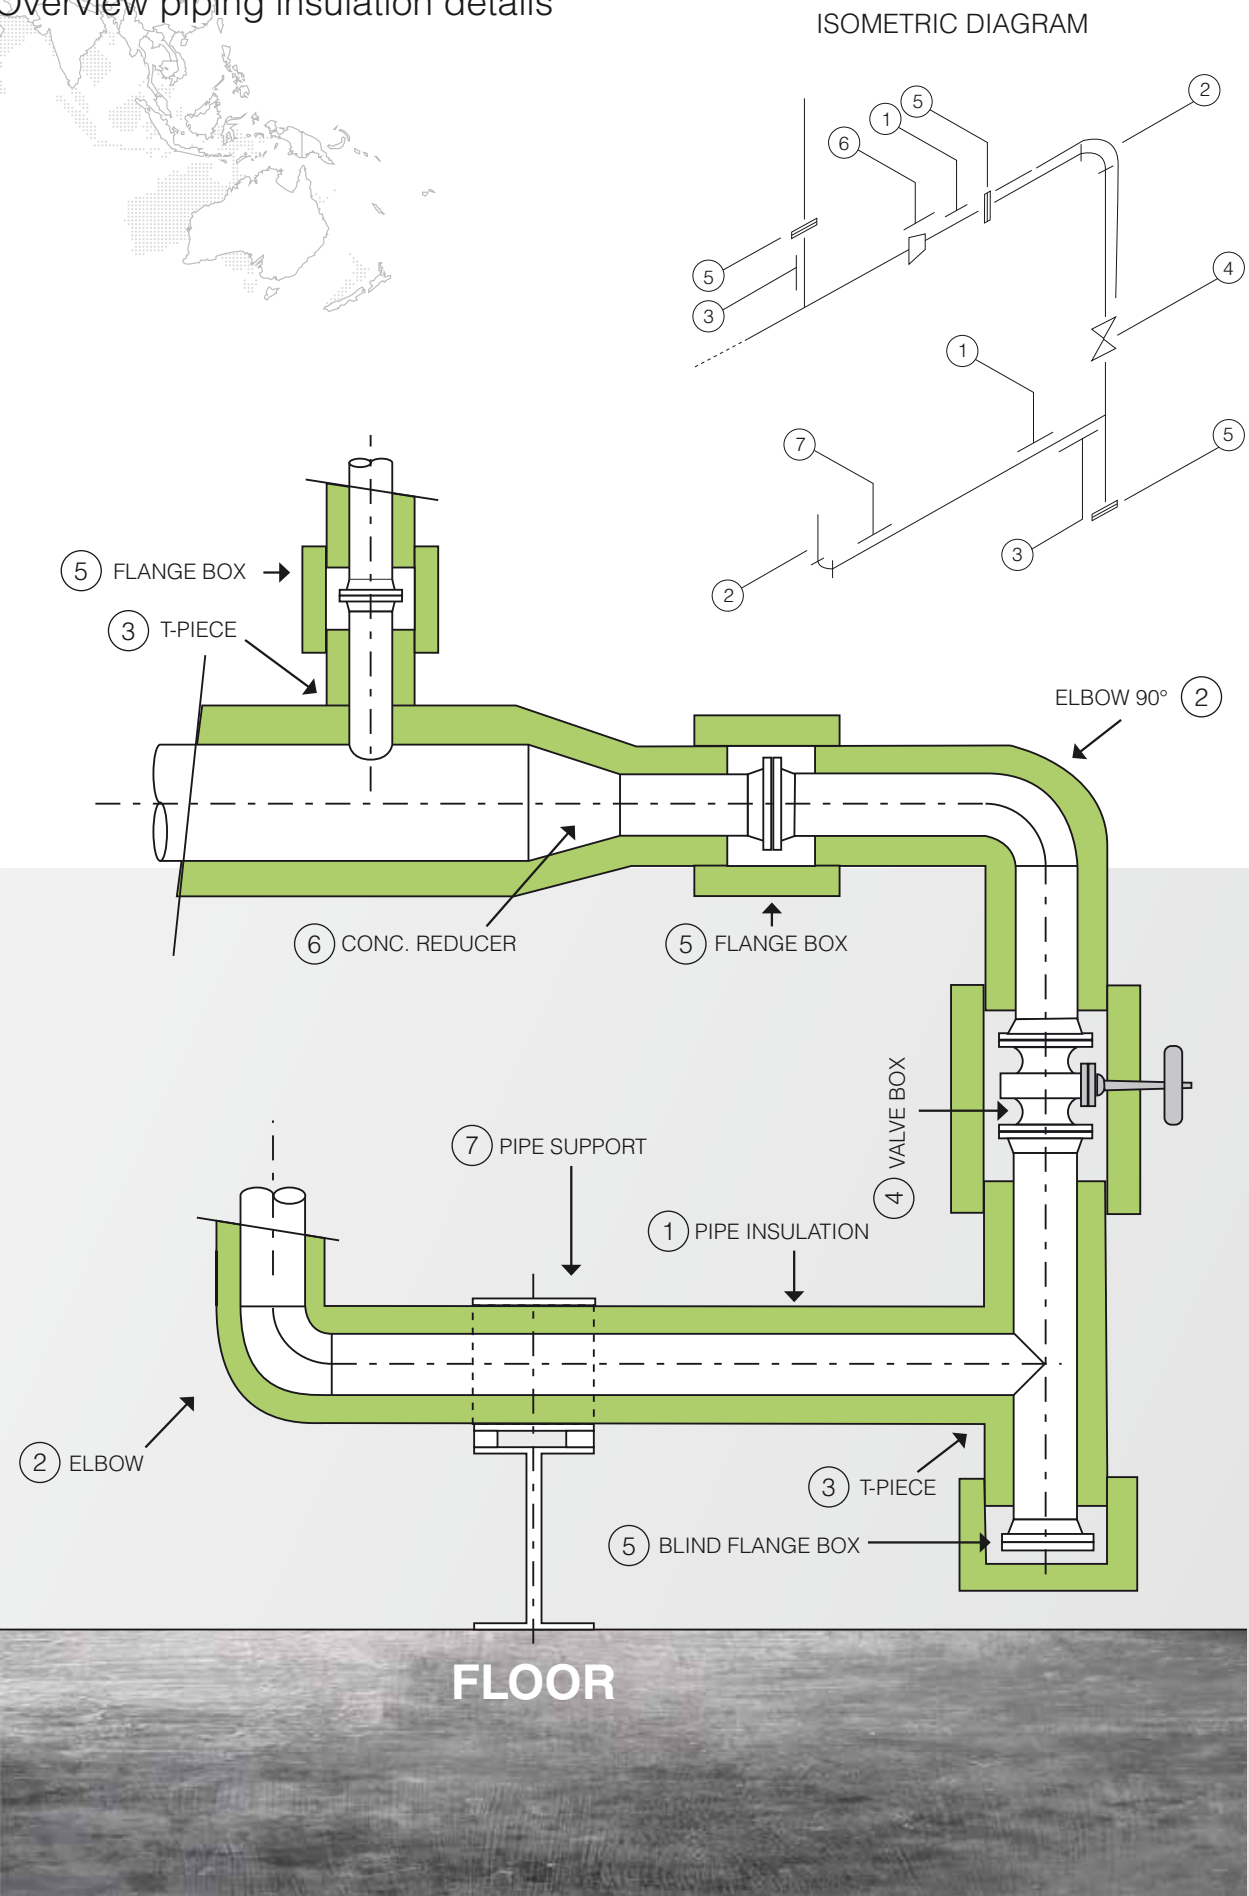 Overview piping insulation details
ISOMETRIC DIAGRAM
2
5
1
6
5
3
4
1
7
5
3
2
5 FLANGE BOX
3 T-PIECE
ELBOW 90° 2
6 CONC. REDUCER
5 FLANGE BOX
4 VALVE BOX
7 PIPE SUPPORT
1 PIPE INSULATION
2 ELBOW
3 T-PIECE
5 BLIND FLANGE BOX
FLOOR